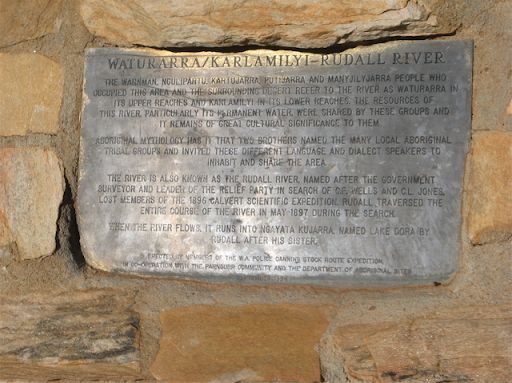 WATURARRA/KARLAMILYI-RUDALL RIVER
THE WARNMAN, NGULIPANTU, KARTUJARRA, PUTIJARRA AND MANYJILYJARRA PEOPLE WHO
OCCUPIED THIS AREA AND THE SURROUNDING DESERT REFER TO THE RIVER AS WATURARRA IN
ITS UPPER REACHES AND KARLAMILYI IN ITS LOWER REACHES. THE RESOURCES OF
THIS RIVER, PARTICULARLY ITS PERMANENT WATER, WERE SHARED BY THESE GROUPS AND
IT REMAINS OF GREAT CULTURAL SIGNIFICANCE TO THEM.
ABORIGINAL MYTHOLOGY HAS IT THAT TWO BROTHERS NAMED THE MANY LOCAL ABORIGINAL
TRIBAL GROUPS AND INVITED THESE DIFFERENT LANGUAGE AND DIALECT SPEAKERS TO
INHABIT AND SHARE THE AREA.
THE RIVER IS ALSO KNOWN AS THE RUDALL RIVER, NAMED AFTER THE GOVERNMENT
SURVEYOR AND LEADER OF THE RELIEF PARTY IN SEARCH OF C.F. WELLS AND G.L. JONES,
LOST MEMBERS OF THE 1896 CALVERT SCIENTIFIC EXPEDITION. RUDALL TRAVERSED THE
ENTIRE COURSE OF THE RIVER IN MAY 1897 DURING THE SEARCH.
WHEN THE RIVER FLOWS, IT RUNS INTO NGAYATA KUJARRA, NAMED LAKE DORA BY
RUDALL AFTER HIS SISTER.
ERECTED BY MEMBERS OF THE W.A. POLICE CANNING STOCK ROUTE EXPEDITION
IN CO-OPERATION WITH THE PARNGURR COMMUNITY AND THE DEPARTMENT OF ABORIGINAL SITES